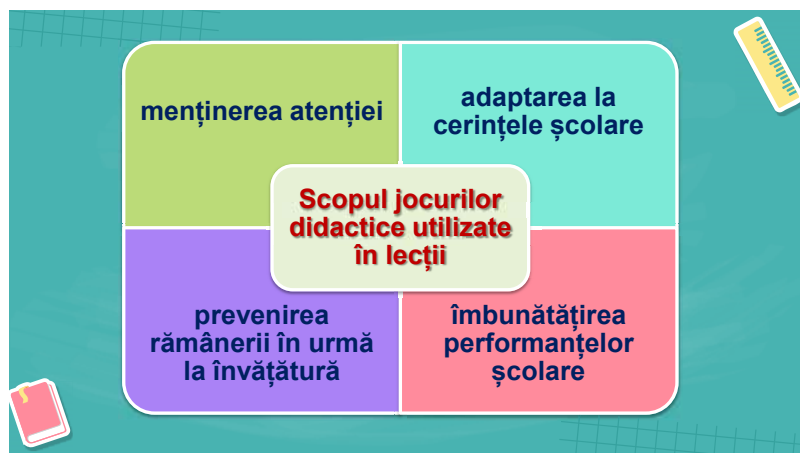 menținerea atenției
adaptarea la
cerințele școlare
Scopul jocurilor
didactice utilizate
în lecții
prevenirea
rămânerii în urmă
la învățătură
îmbunătățirea
performanțelor
școlare